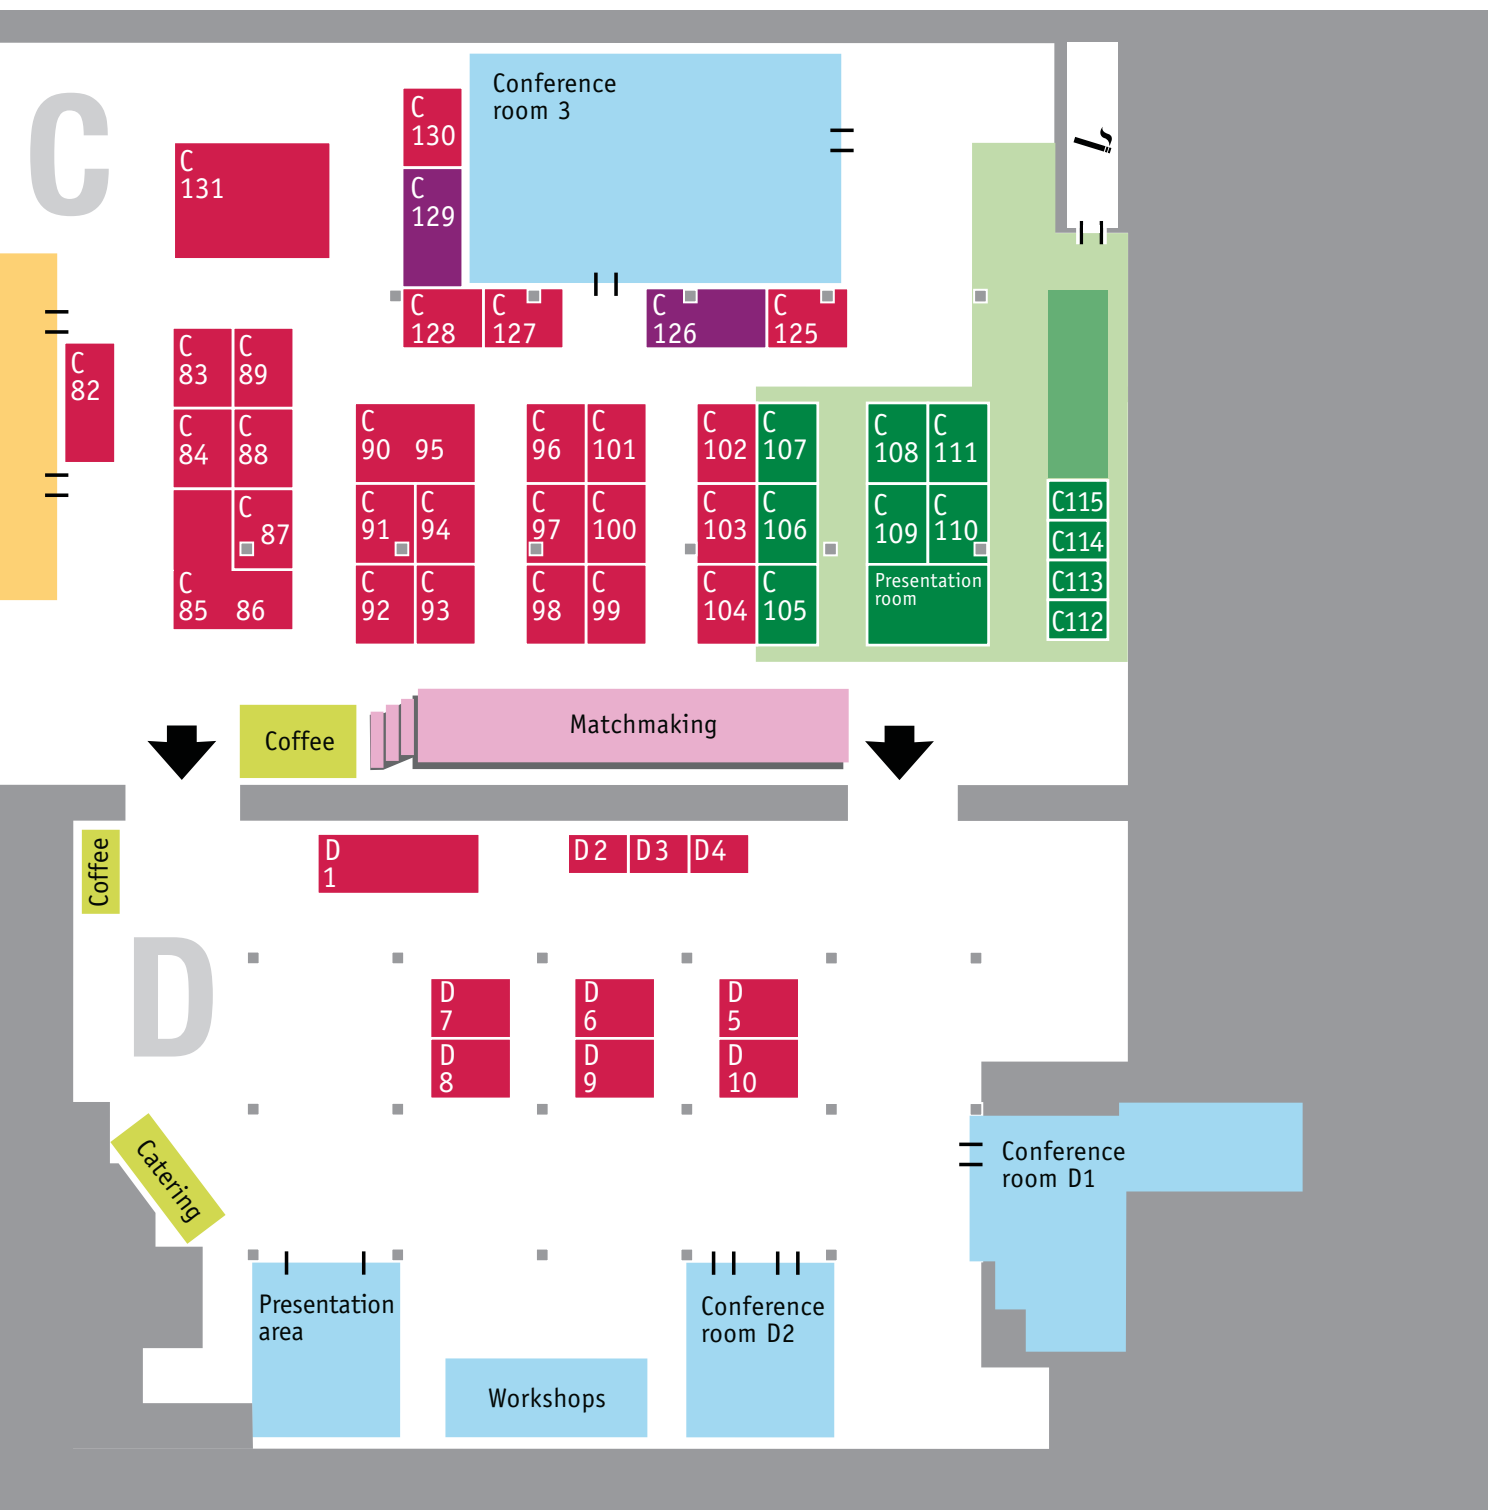 C
Conference
room 3
C
130
C
131
C
129
C
128
C
127
C
126
C
125
C
82
C
83
C
89
C
84
C
88
C
87
C
85 86
C
90 95
C
91
C
94
C
92
C
93
C
96
C
101
C
97
C
100
C
98
C
99
C
102
C
107
C
103
C
106
C
104
C
105
C
108
C
111
C
109
C
110
Presentation
room
C115
C114
C113
C112
Coffee
Matchmaking
Coffee
D
1
D2
D3
D4
D
D
7
D
6
D
5
D
8
D
9
D
10
Catering
Conference
room D1
Presentation
area
Conference
room D2
Workshops